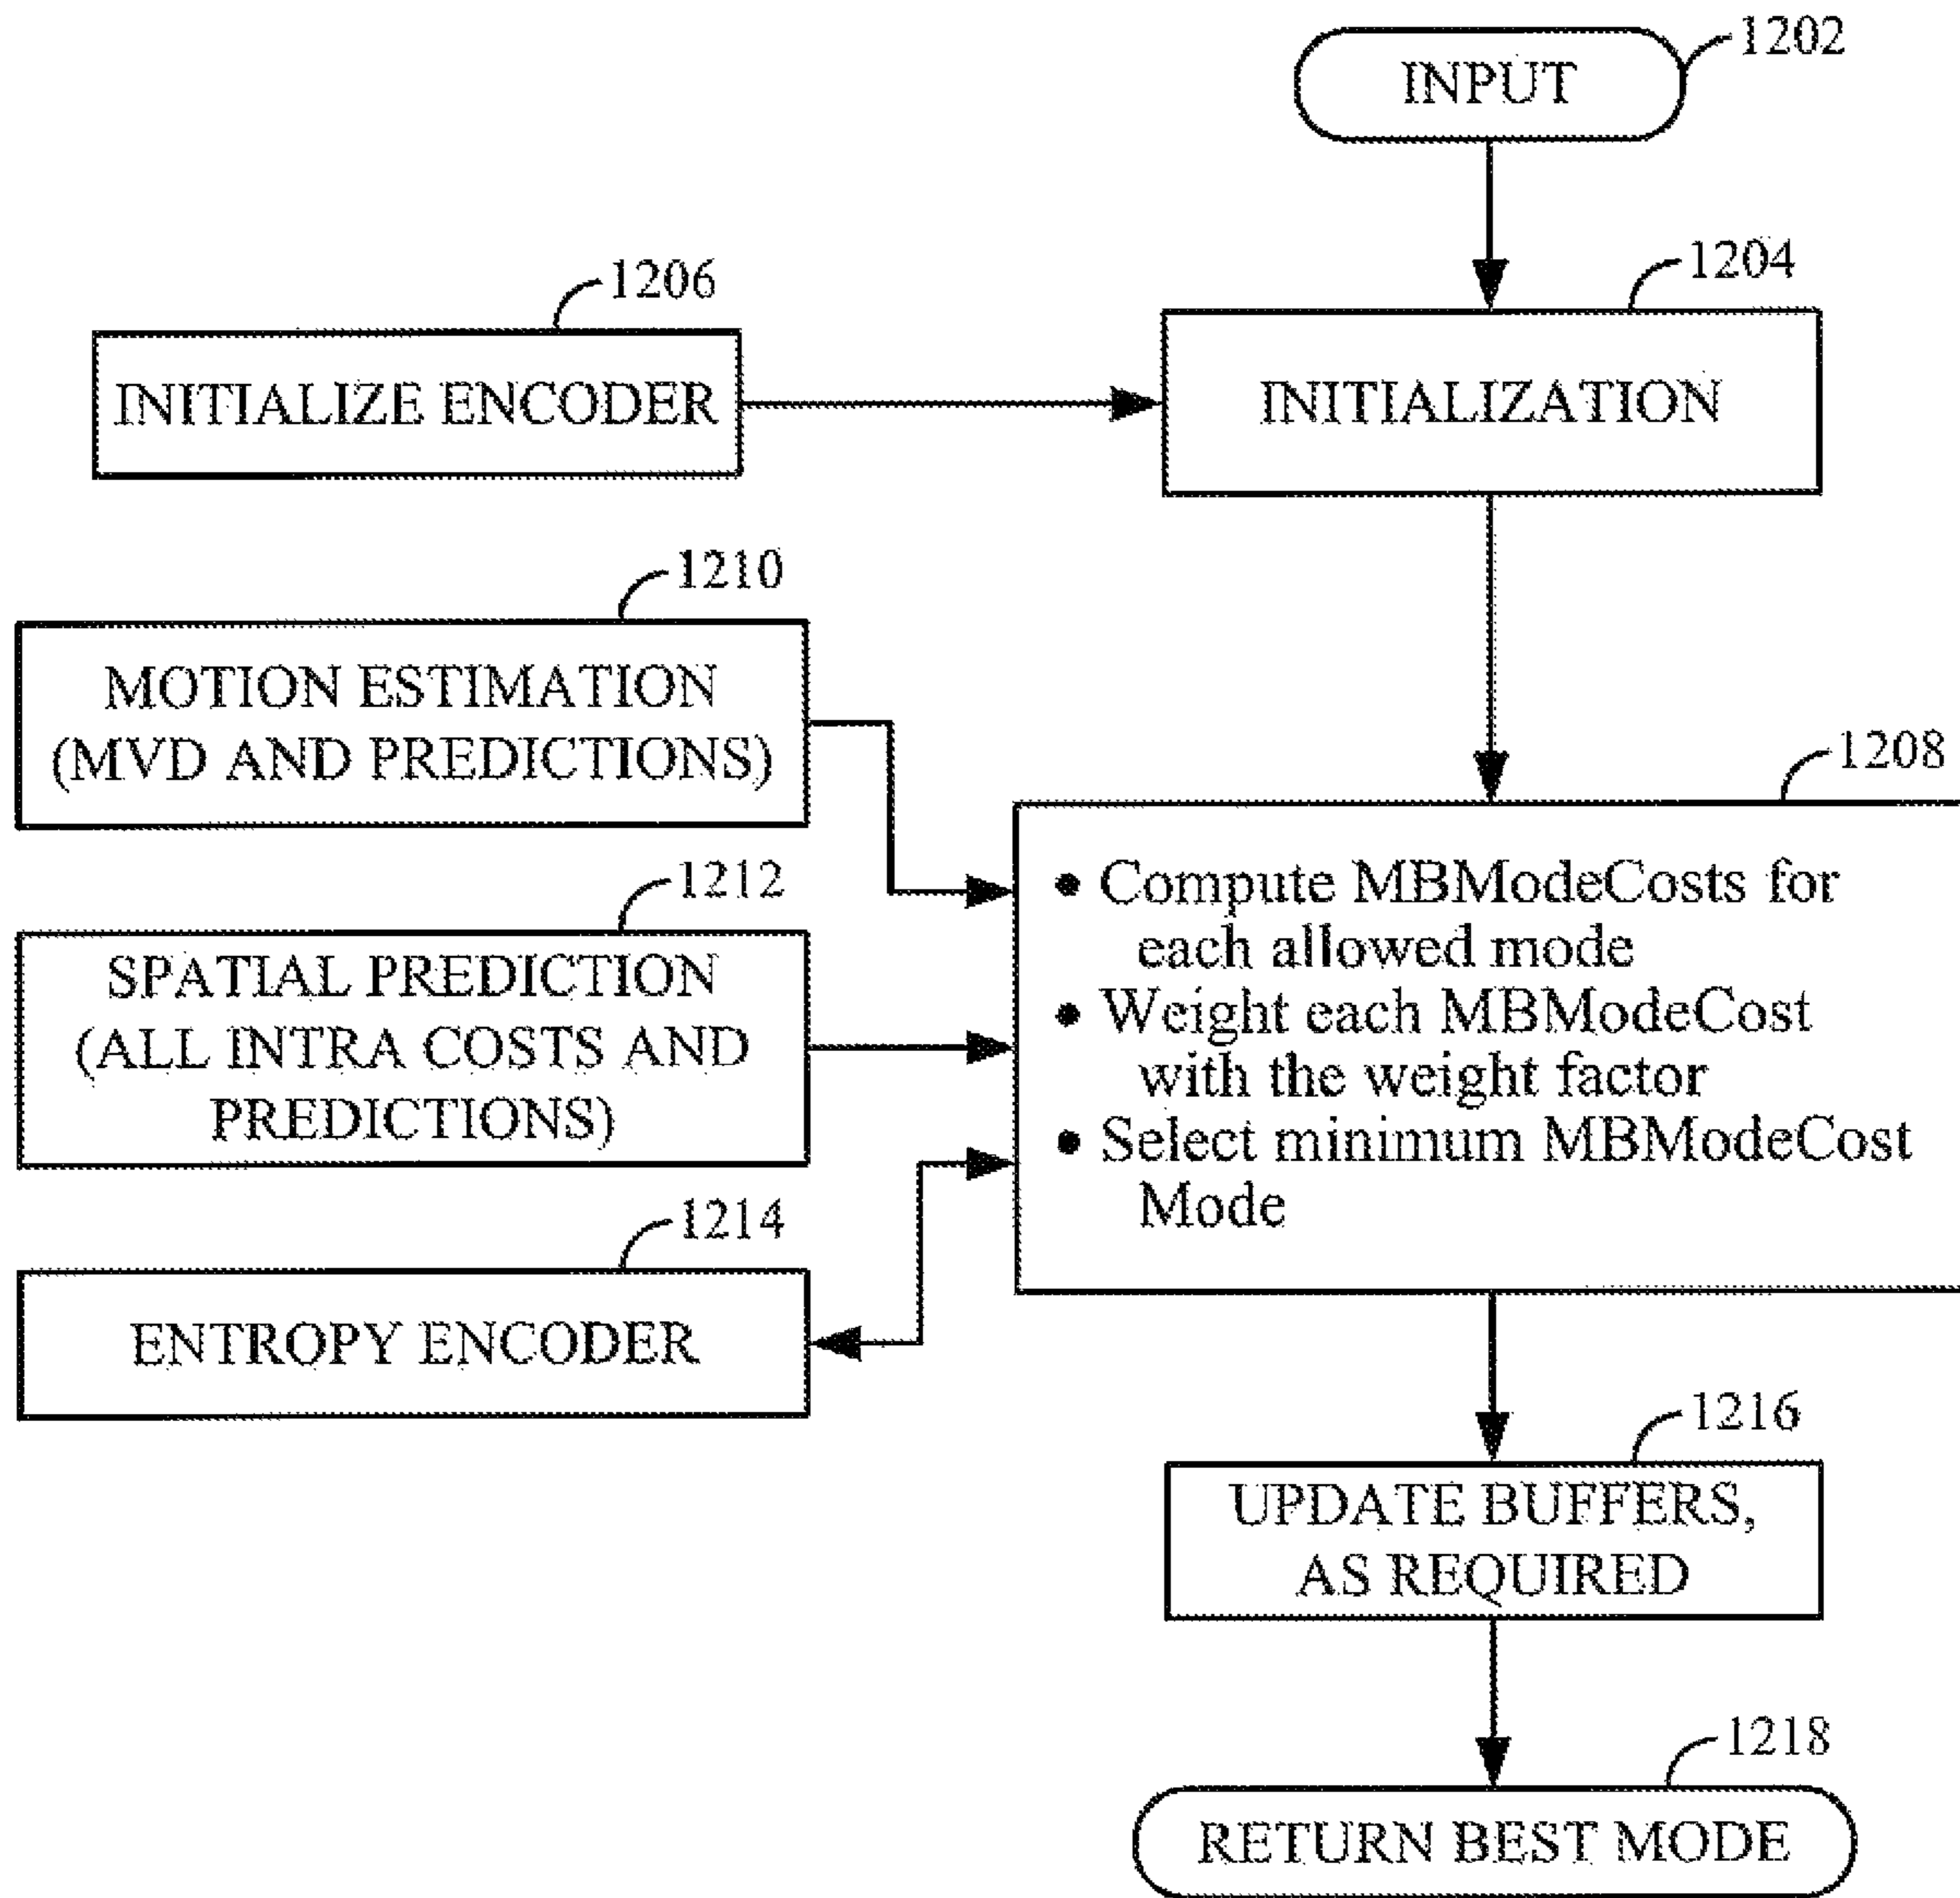 1202
INPUT
1206
1204
INITIALIZE ENCODER
INITIALIZATION
1210
MOTION ESTIMATION
(MVD AND PREDICTIONS)
1208
1212
SPATIAL PREDICTION
(ALL INTRA COSTS AND
PREDICTIONS)
• Compute MBModeCosts for
each allowed mode
• Weight each MBModeCost
with the weight factor
• Select minimum MBModeCost
Mode
1214
ENTROPY ENCODER
1216
UPDATE BUFFERS,
AS REQUIRED
1218
RETURN BEST MODE